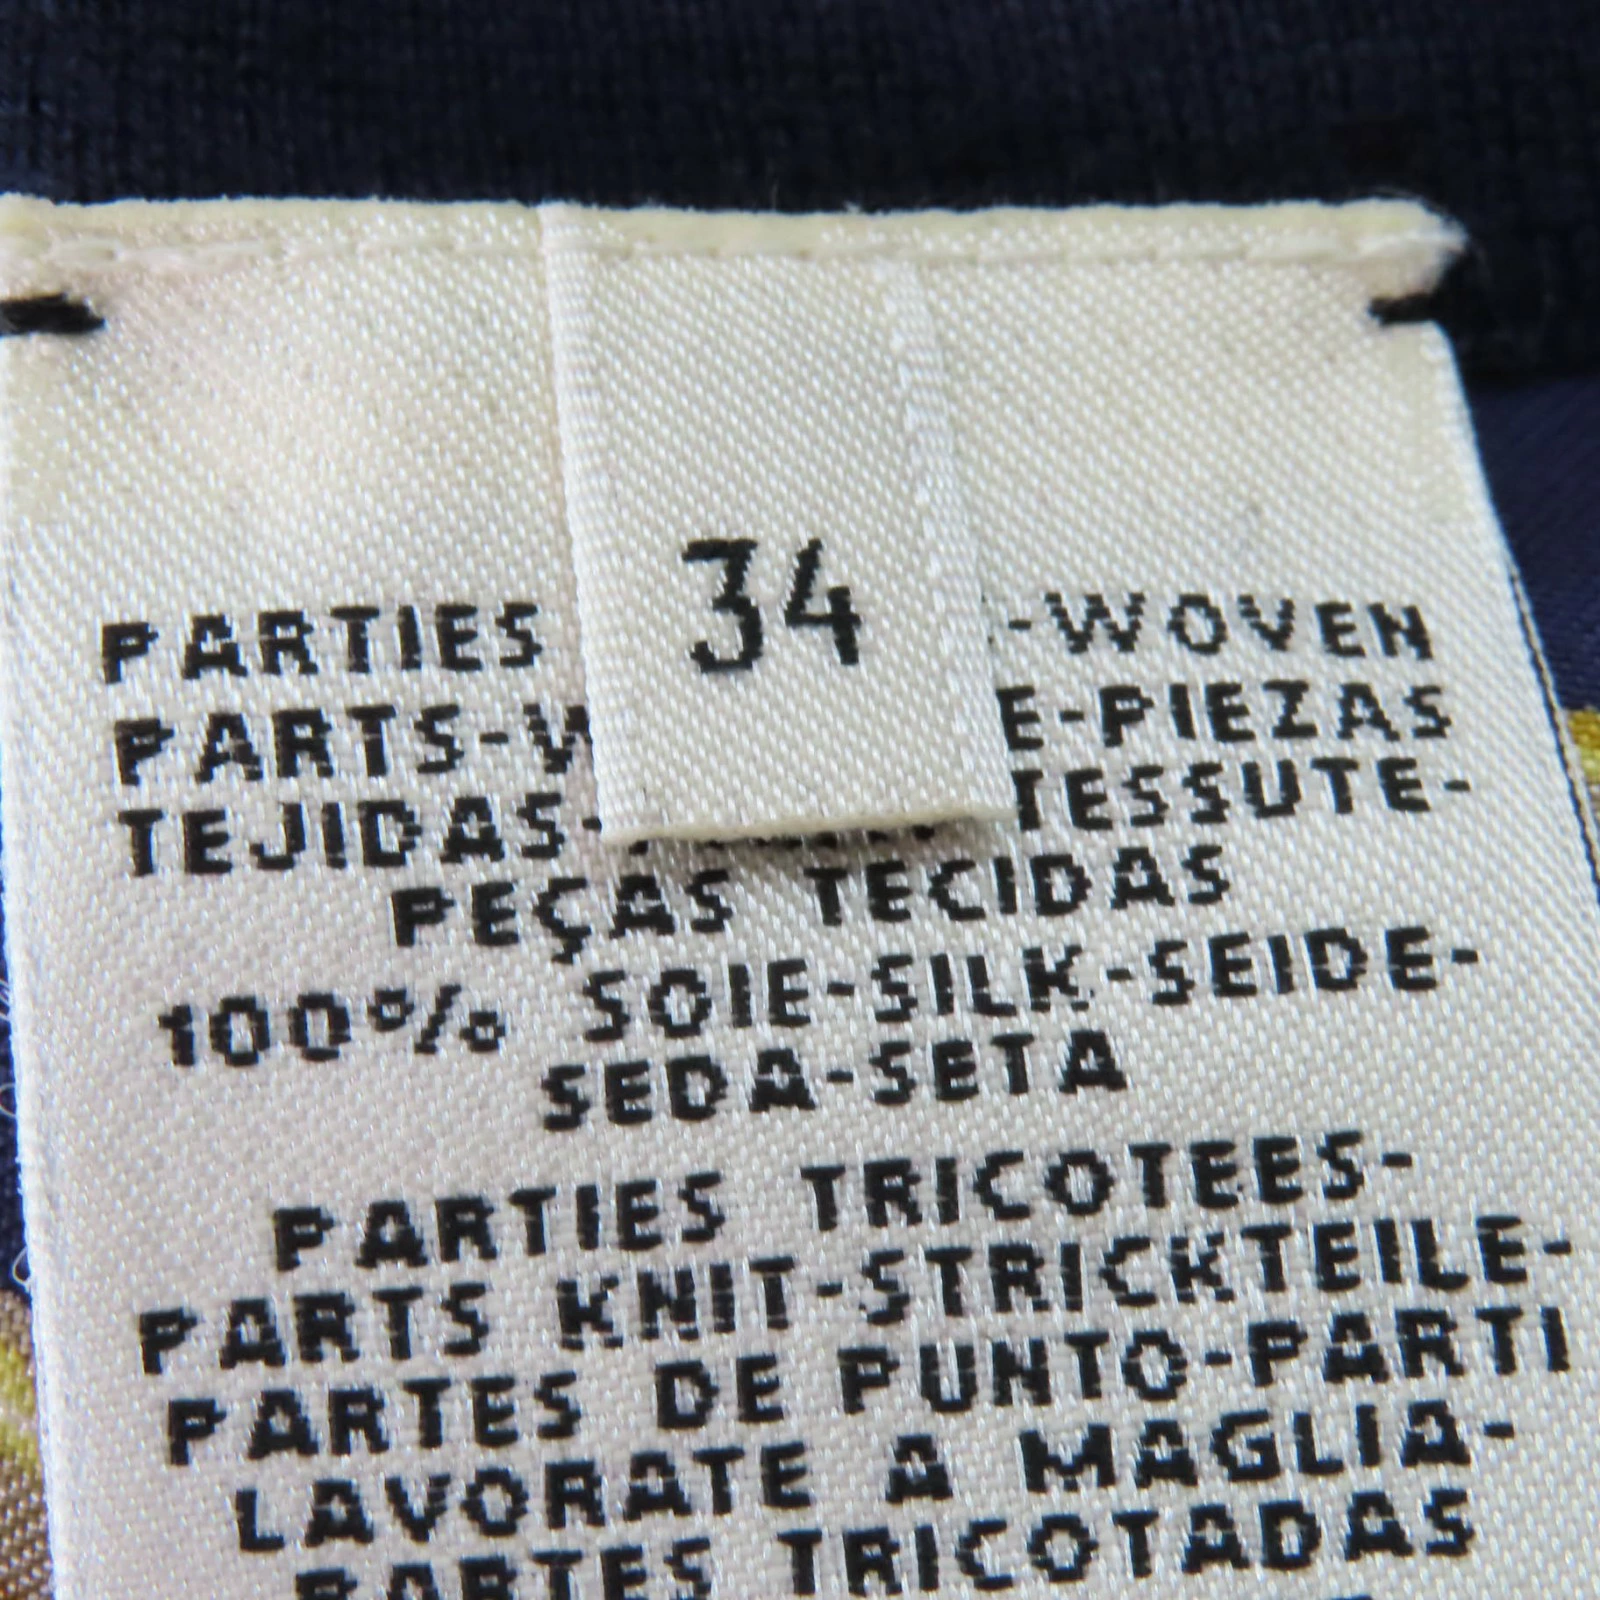 34
PARTIES -WOVEN
PARTS-W E-PIEZAS
TEJIDAS- TESSUTE-
PEÇAS TECIDAS
100% SOIE-SILK-SEIDE-
SEDA-SETA
PARTIES TRICOTEES-
PARTS KNIT-STRICKTEILE-
PARTES DE PUNTO-PARTI
LAVORATE A MAGLIA-
PARTES TRICOTADAS